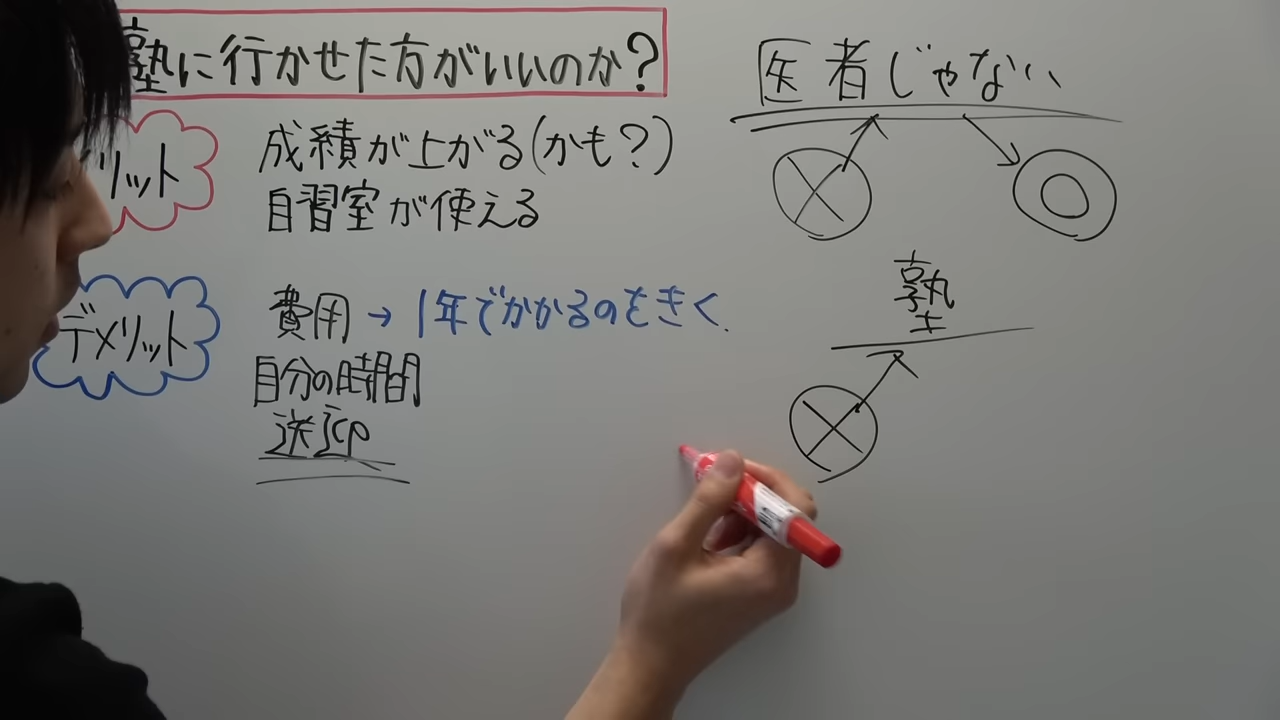 塾に行かせた方がいいのか?
リット
成績が上がる(かも?)
自習室が使える
デメリット
費用→1年でかかるのをきく.
自分の時間
送迎
医者じゃない
塾